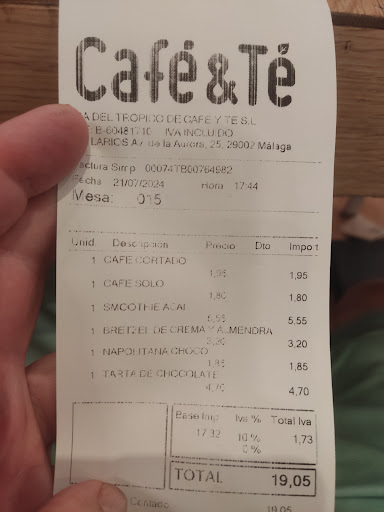 Café&Té
A DEL TROPICO DE CAFE Y TE S.L
B-60481710 IVA INCLUIDO
LARIOS Av de la Aurora, 25, 29002 Málaga
actura Simp 00074TB00764982
Fecha 21/07/2024 Hora 17:44
Mesa: 015
Unid Descripción Precio Dto Import
1 CAFE CORTADO
1,95 1,95
1 CAFE SOLO
1,80 1,80
1 SMOOTHIE ACAI
5,55 5,55
1 BRETZEL DE CREMA Y ALMENDRA
3,20 3,20
1 NAPOLITANA CHOCO
1,85 1,85
1 TARTA DE CHOCOLATE
4,70 4,70
Base Imp Iva % Total Iva
17.32 10 % 1,73
0 %
TOTAL 19,05
Contado 19,05